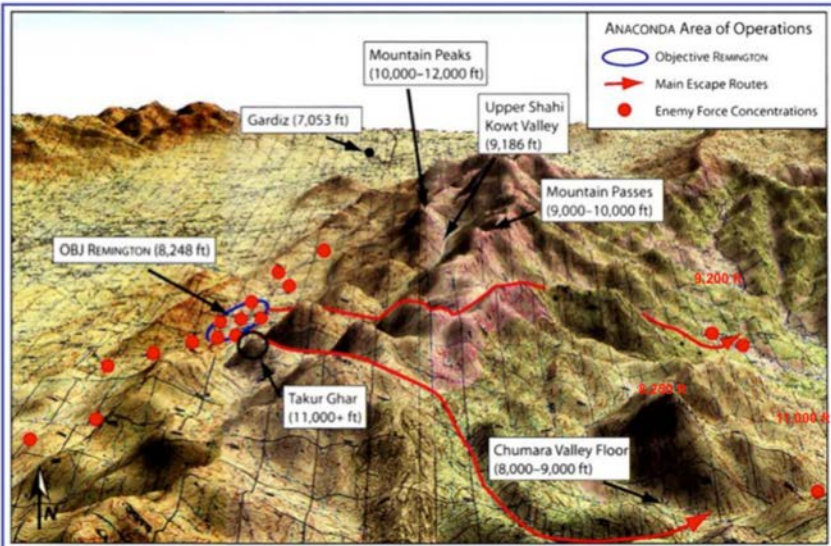 ANACONDA Area of Operations
Objective REMINGTON
Main Escape Routes
Enemy Force Concentrations
Mountain Peaks
(10,000–12,000 ft)
Upper Shahi
Kowt Valley
(9,186 ft)
Gardiz (7,053 ft)
Mountain Passes
(9,000–10,000 ft)
OBJ REMINGTON (8,248 ft)
9,200 ft
Takur Ghar
(11,000+ ft)
11,000 ft
Chumara Valley Floor
(8,000–9,000 ft)
N